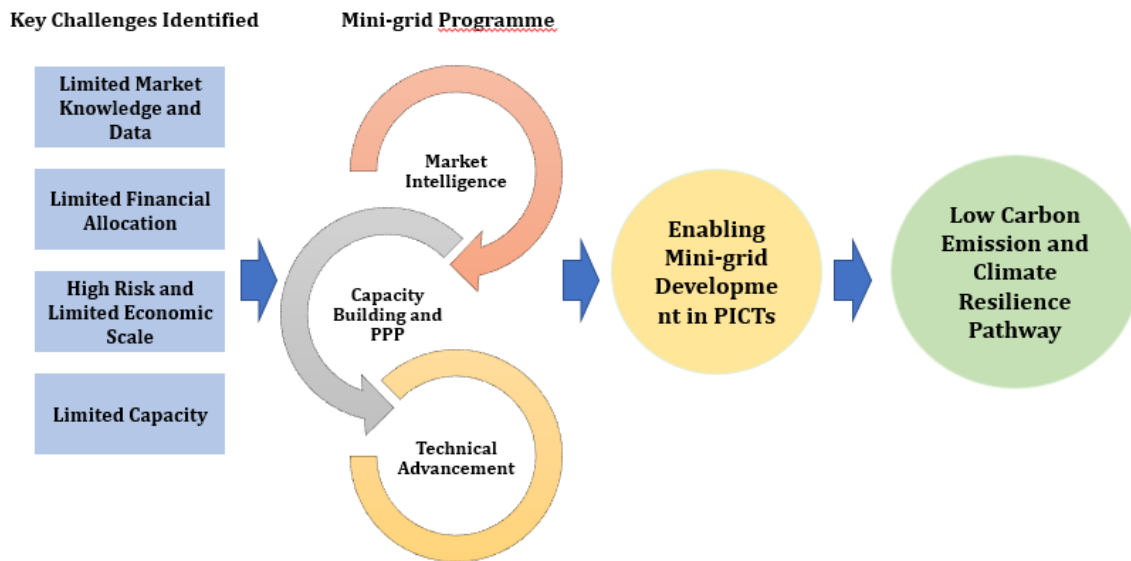 Key Challenges Identified
Mini-grid Programme
Limited Market
Knowledge and
Data
Limited Financial
Allocation
High Risk and
Limited Economic
Scale
Limited Capacity
Market
Intelligence
Capacity
Building and
PPP
Technical
Advancement
Enabling
Mini-grid
Developme
nt in PICTs
Low Carbon
Emission and
Climate
Resilience
Pathway